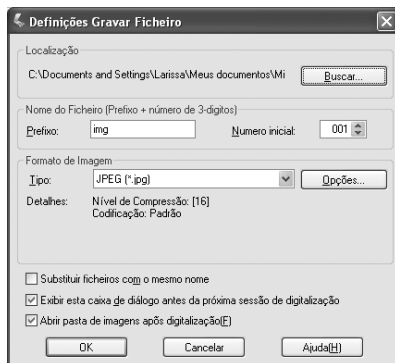 Definições Gravar Ficheiro
Localização
C:\Documents and Settings\Larissa\Meus documentos\Mi
Buscar...
Nome do Ficheiro (Prefixo + número de 3-digitos)
Prefixo: img Numero inicial: 001
Formato de Imagem
Tipo: JPEG (*.jpg) Opções...
Detalhes: Nível de Compressão: [16]
Codificação: Padrão
Substituir ficheiros com o mesmo nome
Exibir esta caixa de diálogo antes da próxima sessão de digitalização
Abrir pasta de imagens após digitalização(F)
OK Cancelar Ajuda(H)